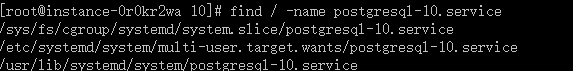 [root@instance-0r0kr2wa 10]# find / -name postgresql-10.service
/sys/fs/cgroup/systemd/system.slice/postgresql-10.service
/etc/systemd/system/multi-user.target.wants/postgresql-10.service
/usr/lib/systemd/system/postgresql-10.service